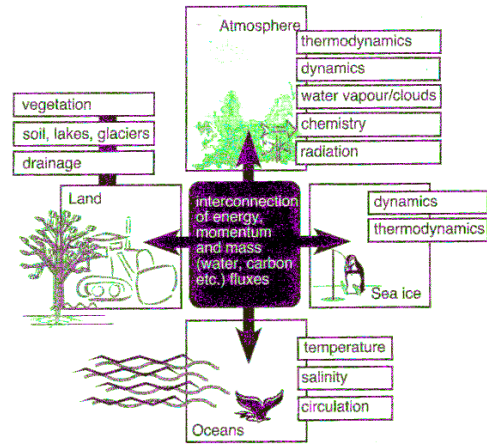 Atmosphere
thermodynamics
dynamics
water vapour/clouds
chemistry
radiation
vegetation
soil, lakes, glaciers
drainage
Land
interconnection
of energy,
momentum
and mass
(water, carbon
etc.) fluxes
dynamics
thermodynamics
Sea ice
temperature
salinity
circulation
Oceans